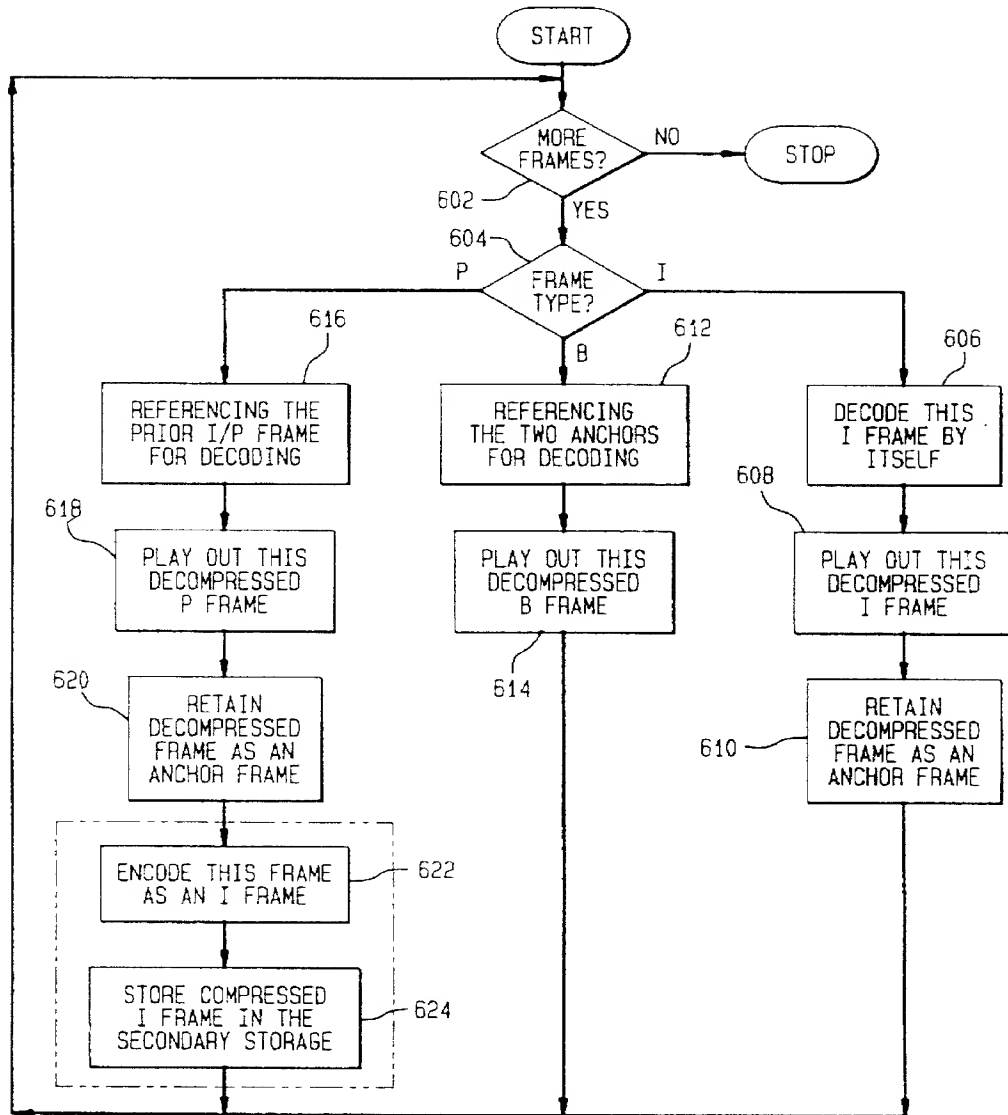 START
MORE
FRAMES?
NO
STOP
602
YES
604
P
FRAME
TYPE?
I
B
616
612
606
REFERENCING THE
PRIOR I/P FRAME
FOR DECODING
REFERENCING
THE TWO ANCHORS
FOR DECODING
DECODE THIS
I FRAME BY
ITSELF
618
608
PLAY OUT THIS
DECOMPRESSED
P FRAME
PLAY OUT THIS
DECOMPRESSED
B FRAME
PLAY OUT THIS
DECOMPRESSED
I FRAME
620
614
610
RETAIN
DECOMPRESSED
FRAME AS AN
ANCHOR FRAME
RETAIN
DECOMPRESSED
FRAME AS AN
ANCHOR FRAME
ENCODE THIS FRAME
AS AN I FRAME
622
STORE COMPRESSED
I FRAME IN THE
SECONDARY STORAGE
624